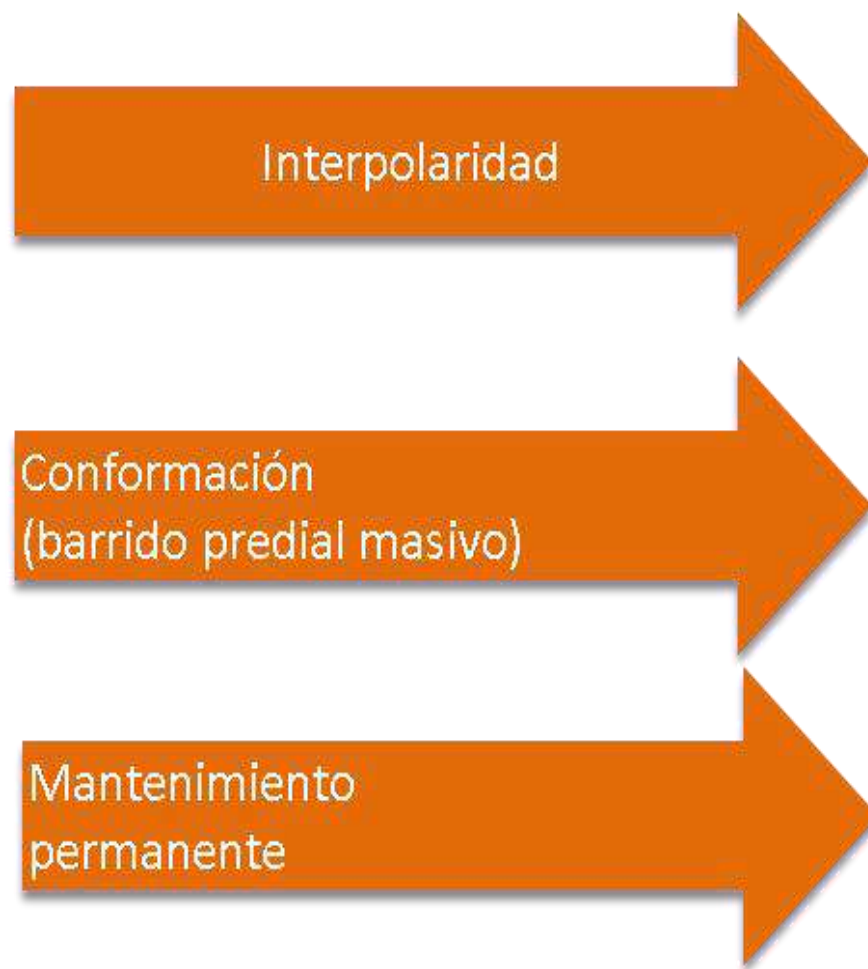 Interpolaridad
Conformación
(barrido predial masivo)
Mantenimiento
permanente